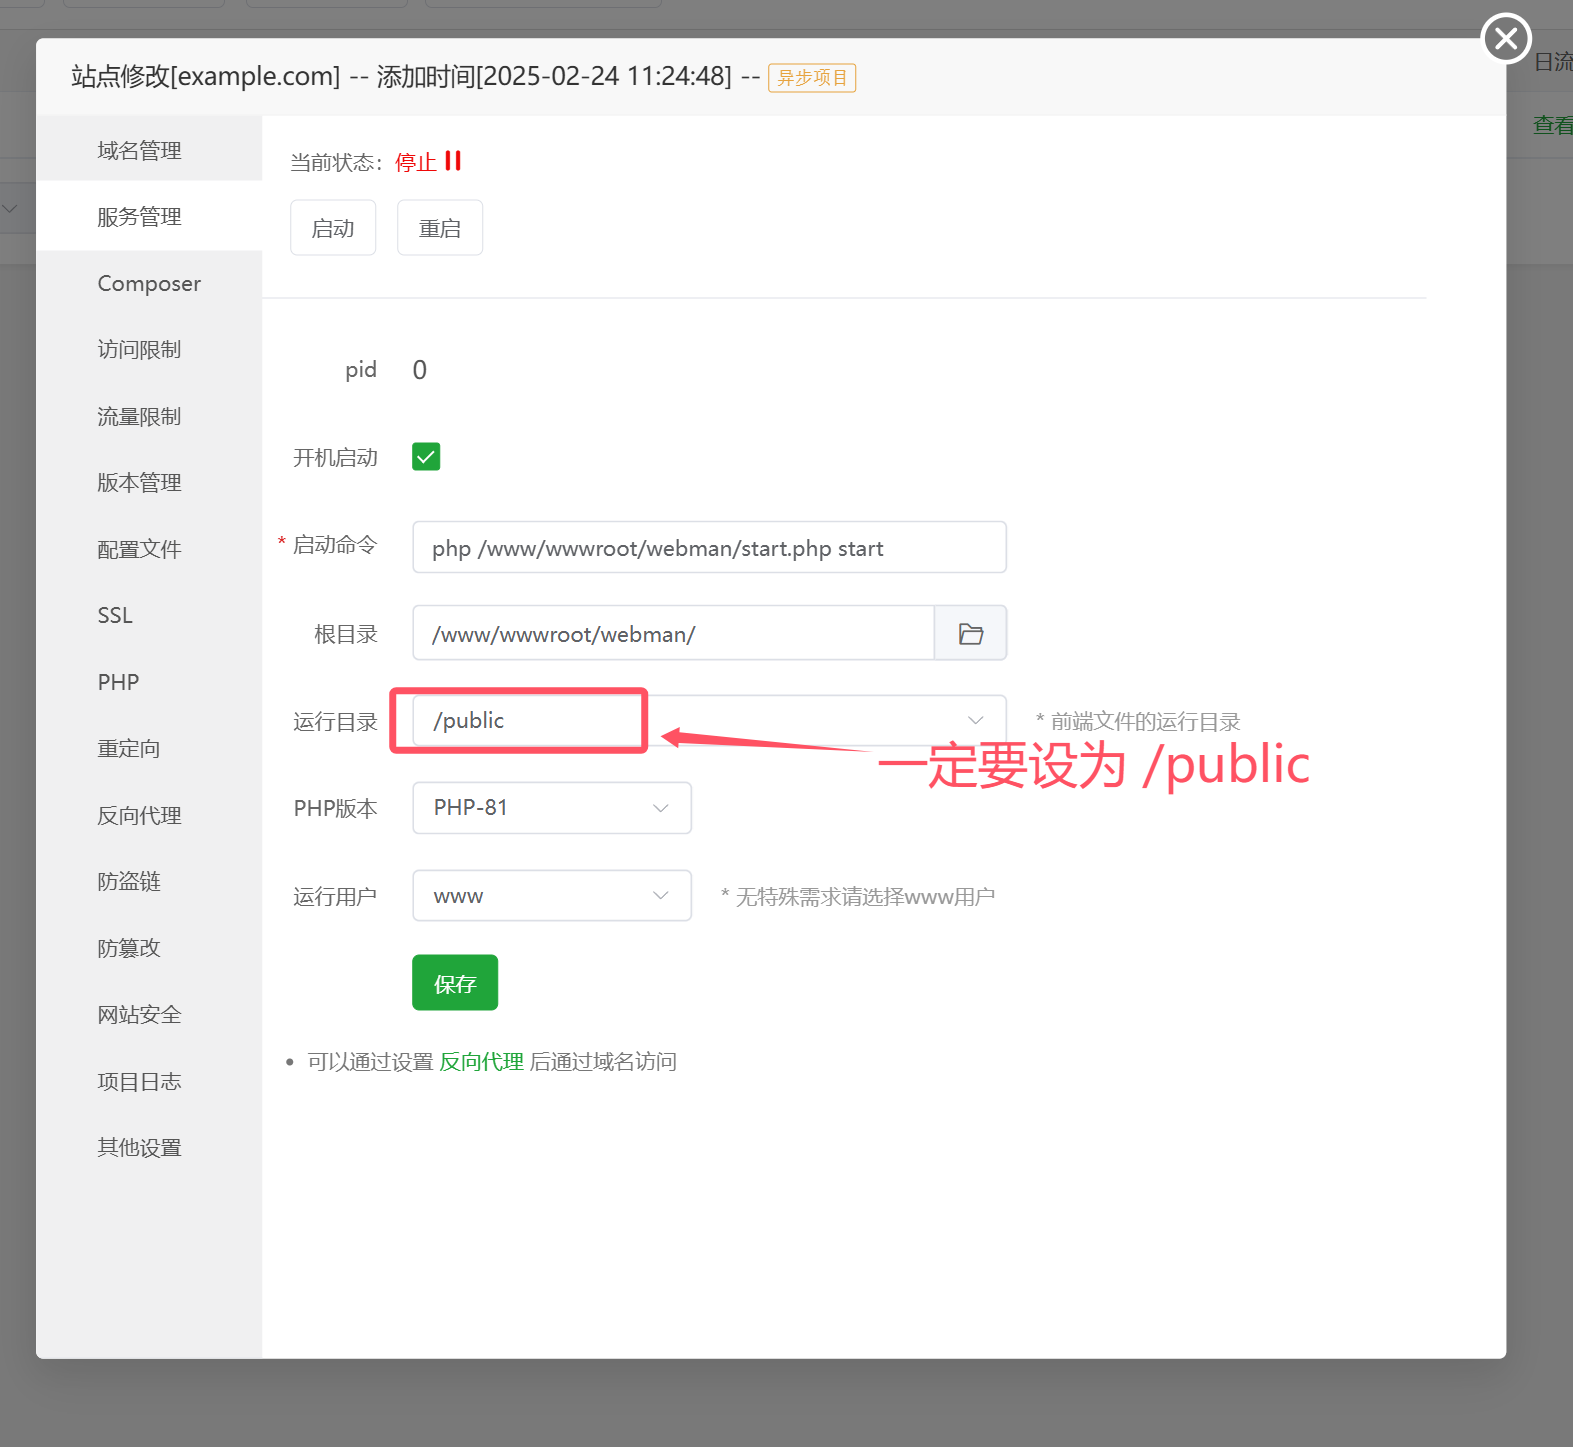 日流
查看
站点修改[example.com] -- 添加时间[2025-02-24 11:24:48] -- 异步项目
域名管理
服务管理
Composer
访问限制
流量限制
版本管理
配置文件
SSL
PHP
重定向
反向代理
防盗链
防篡改
网站安全
项目日志
其他设置
当前状态：停止
启动 重启
pid 0
开机启动
* 启动命令 php /www/wwwroot/webman/start.php start
根目录 /www/wwwroot/webman/
运行目录 /public * 前端文件的运行目录
一定要设为 /public
PHP版本 PHP-81
运行用户 www * 无特殊需求请选择www用户
保存
• 可以通过设置 反向代理 后通过域名访问